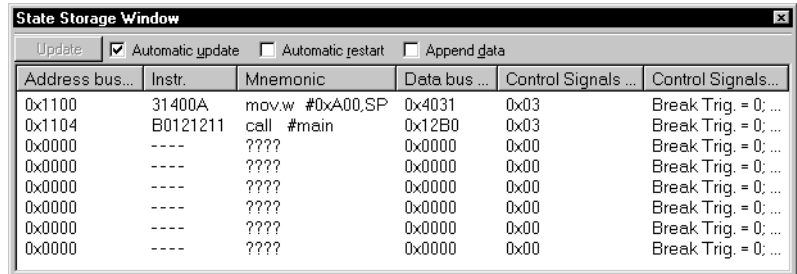 State Storage Window
Update Automatic update Automatic restart Append data
Address bus... Instr. Mnemonic Data bus ... Control Signals ... Control Signals...
0x1100 31400A mov.w #0xA00,SP 0x4031 0x03 Break Trig. = 0; ...
0x1104 B0121211 call #main 0x12B0 0x03 Break Trig. = 0; ...
0x0000 ---- ???? 0x0000 0x00 Break Trig. = 0; ...
0x0000 ---- ???? 0x0000 0x00 Break Trig. = 0; ...
0x0000 ---- ???? 0x0000 0x00 Break Trig. = 0; ...
0x0000 ---- ???? 0x0000 0x00 Break Trig. = 0; ...
0x0000 ---- ???? 0x0000 0x00 Break Trig. = 0; ...
0x0000 ---- ???? 0x0000 0x00 Break Trig. = 0; ...